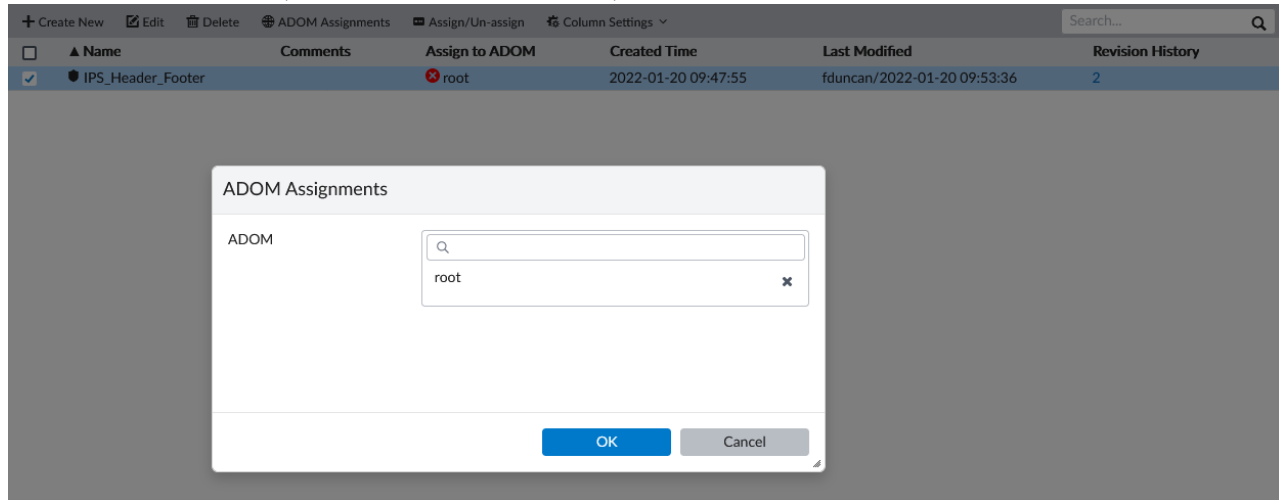 Create New Edit Delete ADOM Assignments Assign/Un-assign Column Settings Search...
Name Comments Assign to ADOM Created Time Last Modified Revision History
IPS_Header_Footer root 2022-01-20 09:47:55 fduncan/2022-01-20 09:53:36 2
ADOM Assignments
ADOM
root
OK Cancel